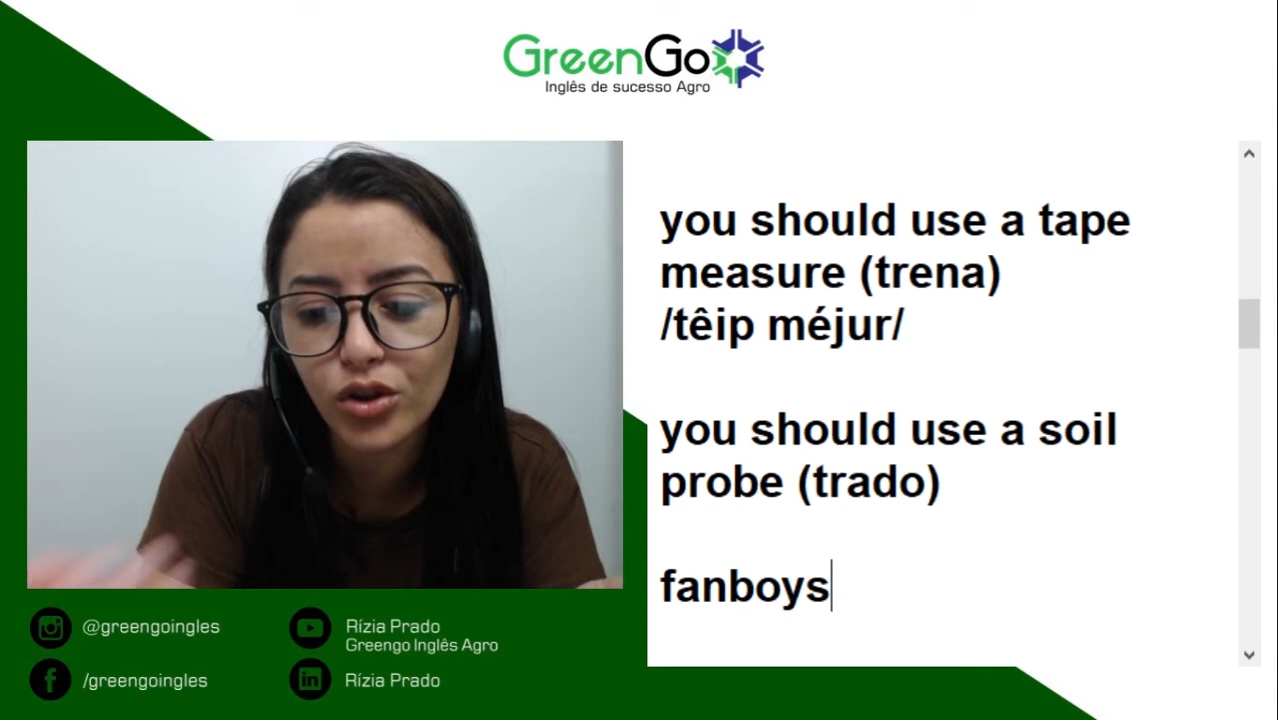 GreenGo
Inglês de sucesso Agro
you should use a tape
measure (trena)
/têip méjur/
you should use a soil
probe (trado)
fanboys
@greengoingles
/greengoingles
Rízia Prado
Greengo Inglês Agro
Rízia Prado